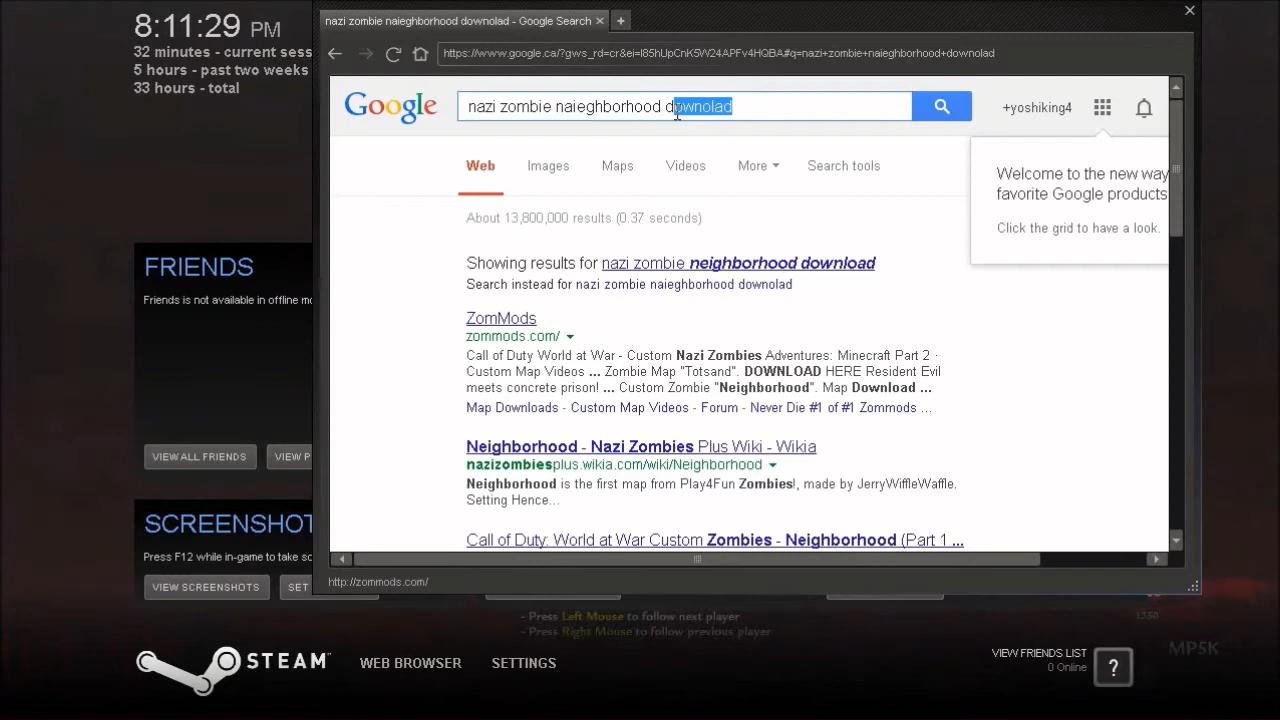 8:11:29 PM
32 minutes - current sess
5 hours - past two weeks
33 hours - total
nazi zombie naieghborhood downolad - Google Search
https://www.google.ca/?gws_rd=cr&ei=I85hUpCnK5W24APFv4HQBA#q=nazi+zombie+naieghborhood+downolad
Google
nazi zombie naieghborhood downolad
+yoshiking4
Web Images Maps Videos More Search tools
Welcome to the new way
favorite Google products
Click the grid to have a look.
About 13,800,000 results (0.37 seconds)
Showing results for nazi zombie neighborhood download
Search instead for nazi zombie naieghborhood downolad
ZomMods
zommods.com/
Call of Duty World at War - Custom Nazi Zombies Adventures: Minecraft Part 2 ·
Custom Map Videos ... Zombie Map "Totsand". DOWNLOAD HERE Resident Evil
meets concrete prison! ... Custom Zombie "Neighborhood". Map Download ...
Map Downloads - Custom Map Videos - Forum - Never Die #1 of #1 Zommods ...
Neighborhood - Nazi Zombies Plus Wiki - Wikia
nazizombiesplus.wikia.com/wiki/Neighborhood
Neighborhood is the first map from Play4Fun Zombies!, made by JerryWiffleWaffle.
Setting Hence...
Call of Duty: World at War Custom Zombies - Neighborhood (Part 1 ...
http://zommods.com/
FRIENDS
Friends is not available in offline mo
VIEW ALL FRIENDS VIEW P
SCREENSHOT
Press F12 while in-game to take sc
VIEW SCREENSHOTS SET
- Press Left Mouse to follow next player
- Press Right Mouse to follow previous player
13.50
MP5K
STEAM WEB BROWSER SETTINGS
VIEW FRIENDS LIST
0 Online
?